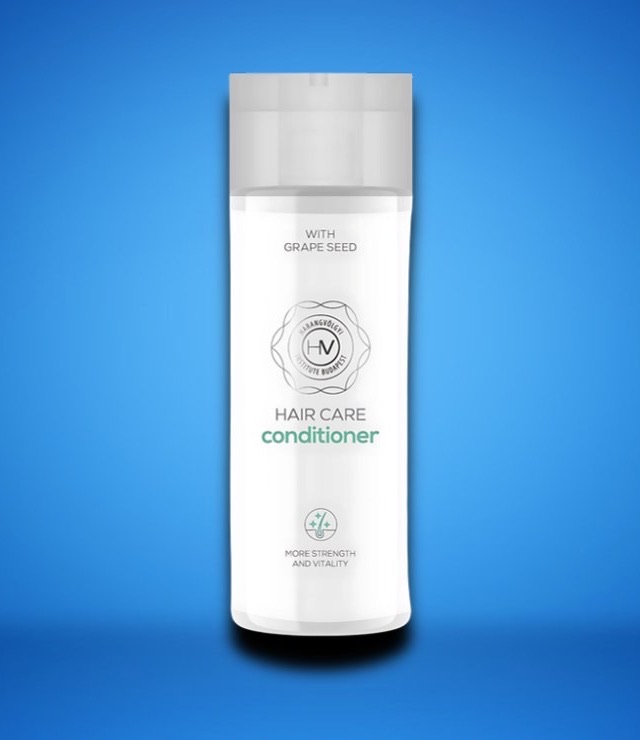 WITH
GRAPE SEED
HARANGVÖLGYI
HV
INSTITUTE BUDAPEST
HAIR CARE
conditioner
MORE STRENGTH
AND VITALITY